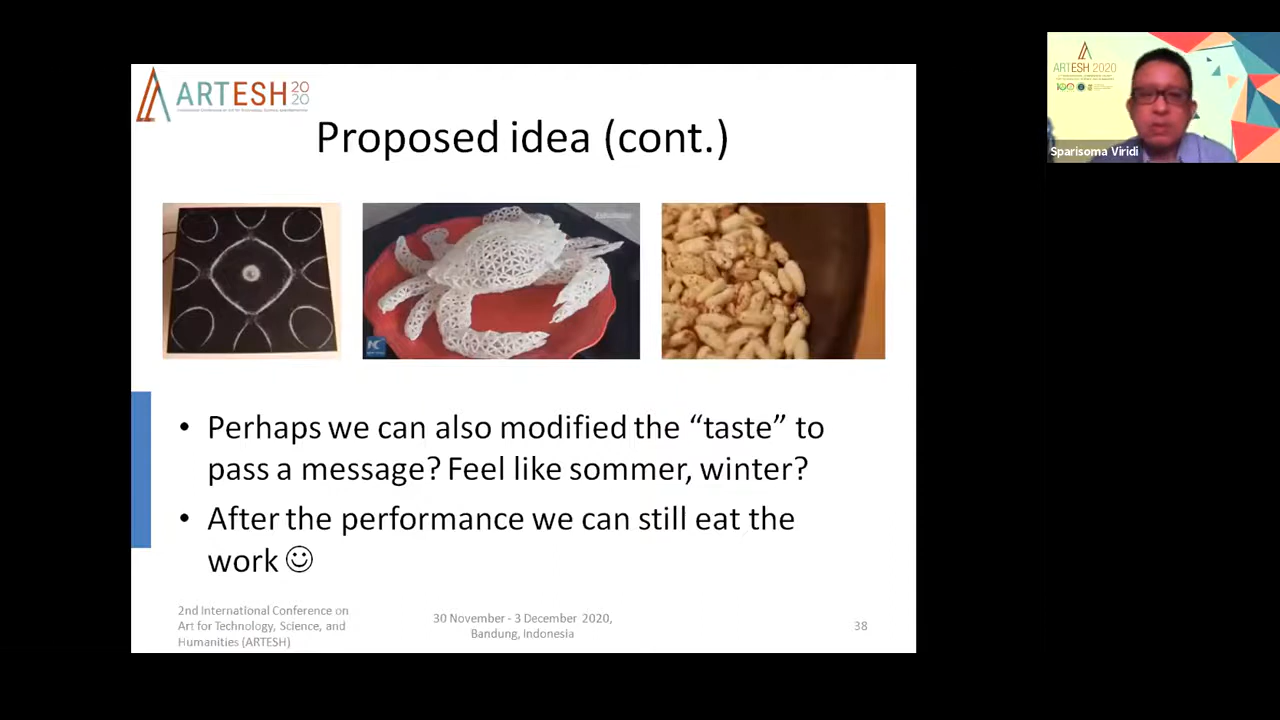 ARTESH 2020
Proposed idea (cont.)
• Perhaps we can also modified the “taste” to
pass a message? Feel like sommer, winter?
• After the performance we can still eat the
work ☺
2nd International Conference on
Art for Technology, Science, and
Humanities (ARTESH)
30 November - 3 December 2020,
Bandung, Indonesia
38
ARTESH 2020
Sparisoma Viridi